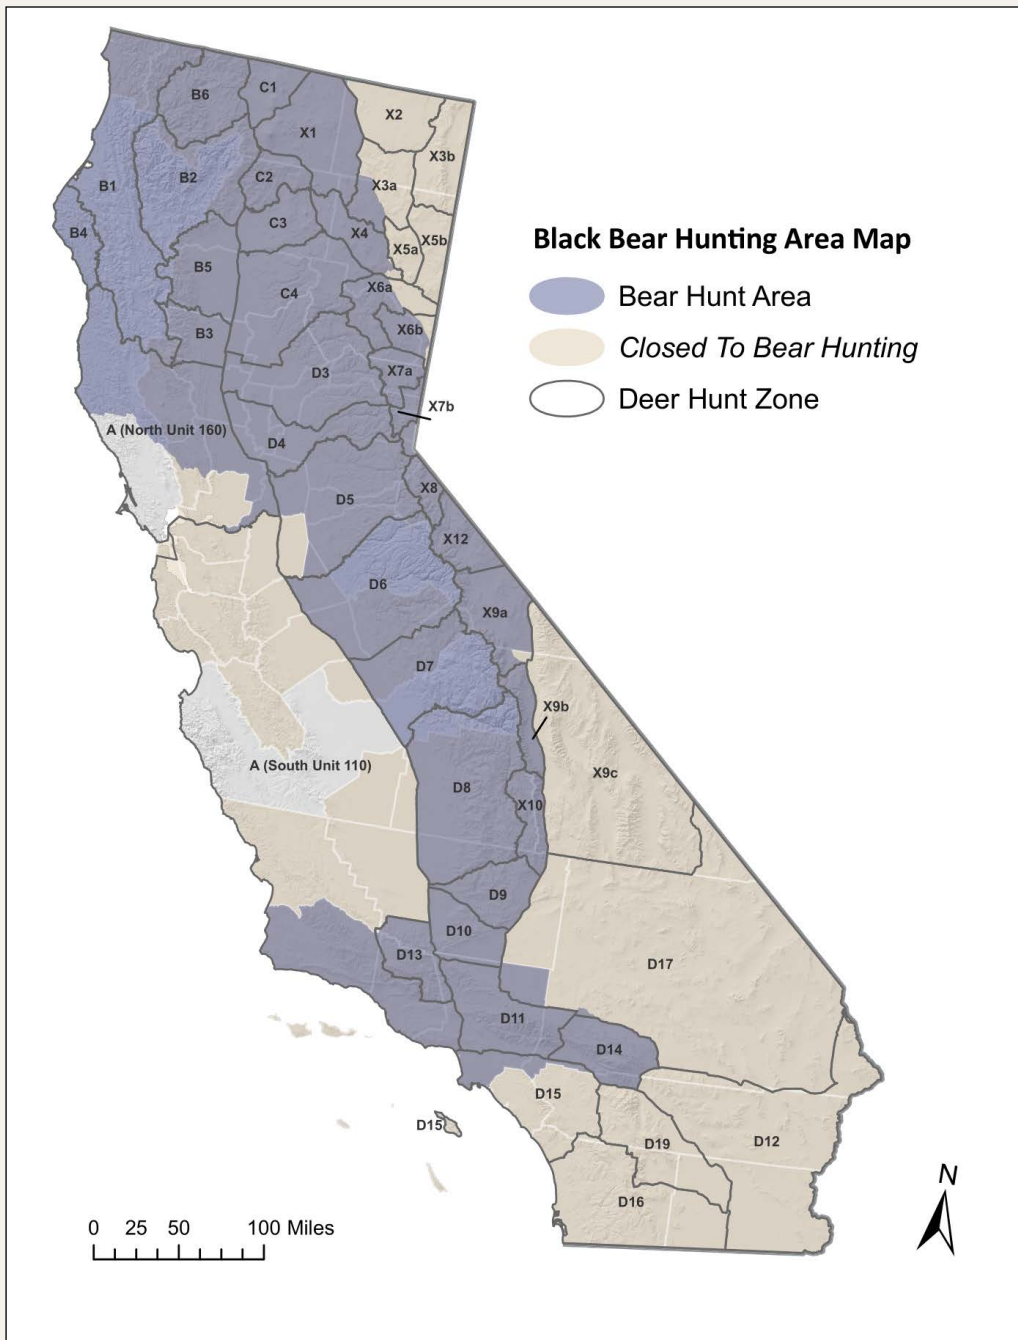 B6
C1
X1
X2
X3b
B1
B2
C2
X3a
B4
C3
X4
X5a
X5b
B5
C4
X6a
B3
X6b
D3
X7a
X7b
A (North Unit 160)
D4
D5
X8
X12
D6
X9a
D7
X9b
A (South Unit 110)
D8
X10
X9c
D9
D10
D13
D17
D11
D14
D15
D15
D19
D12
D16
Black Bear Hunting Area Map
Bear Hunt Area
Closed To Bear Hunting
Deer Hunt Zone
0 25 50 100 Miles
N